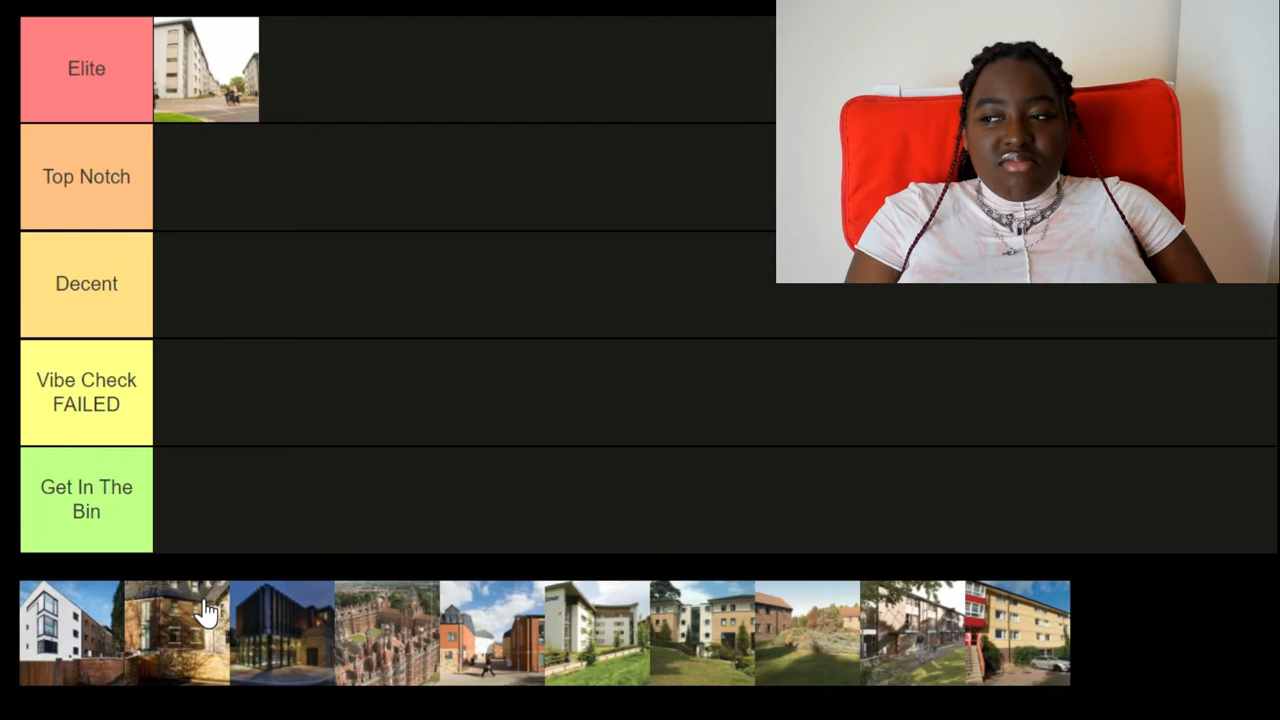 Elite
Top Notch
Decent
Vibe Check
FAILED
Get In The
Bin